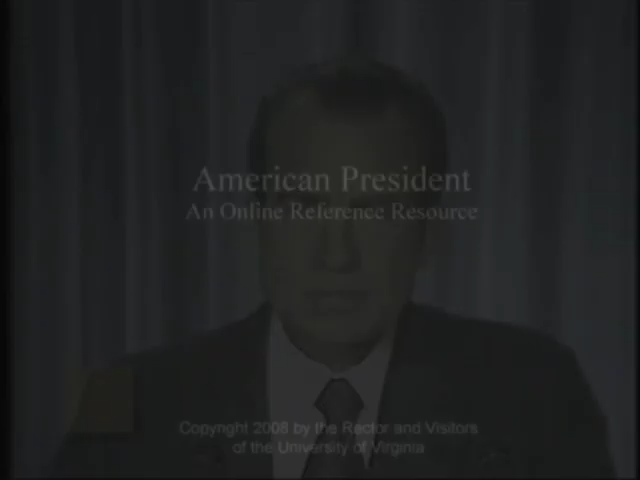 American President
An Online Reference Resource
Copyright 2008 by the Rector and Visitors
of the University of Virginia